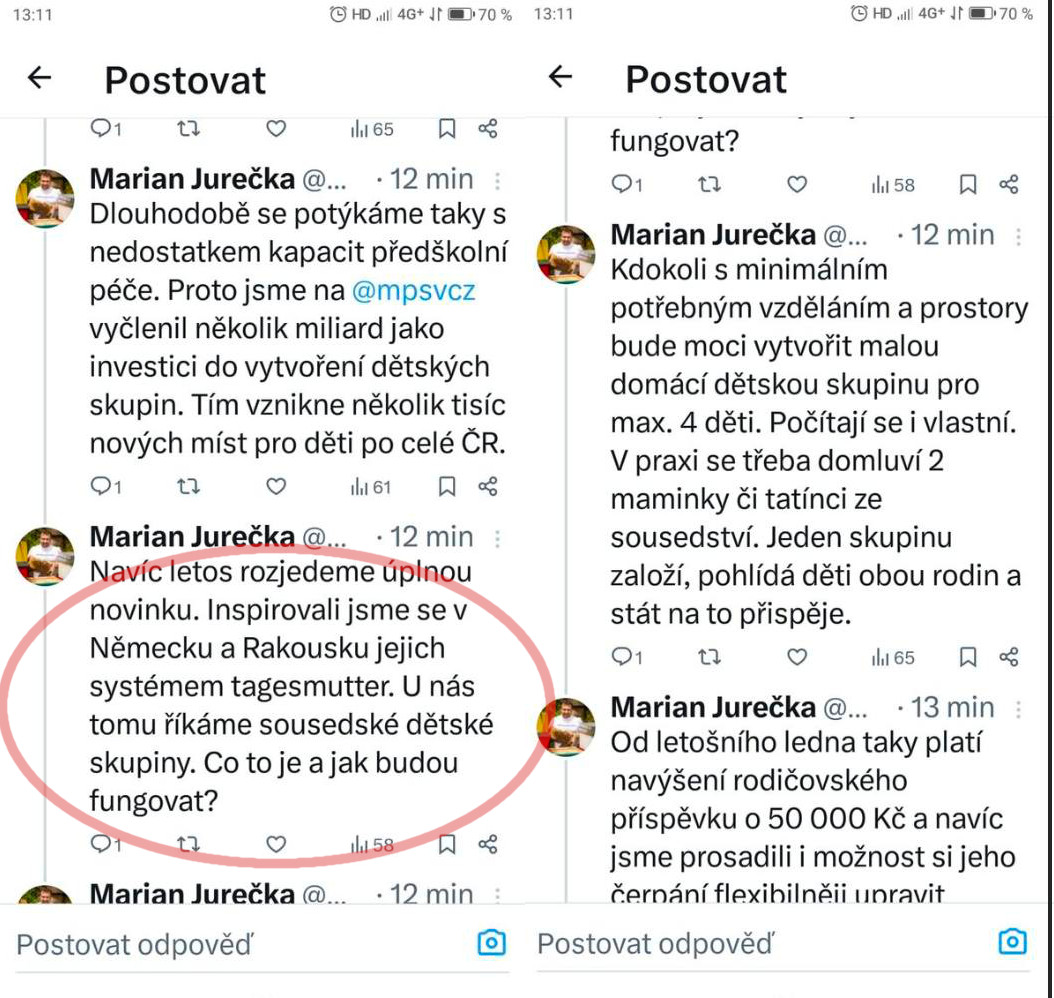 13:11
HD 4G+ 70 %
Postovat
1 65
Marian Jurečka @... · 12 min
Dlouhodobě se potýkáme taky s
nedostatkem kapacit předškolní
péče. Proto jsme na @mpsvcz
vyčlenil několik miliard jako
investici do vytvoření dětských
skupin. Tím vznikne několik tisíc
nových míst pro děti po celé ČR.
1 61
Marian Jurečka @... · 12 min
Navíc letos rozjedeme úplnou
novinku. Inspirovali jsme se v
Německu a Rakousku jejich
systémem tagesmutter. U nás
tomu říkáme sousedské dětské
skupiny. Co to je a jak budou
fungovat?
1 58
Marian Jurečka @... · 12 min
Postovat odpověď
13:11
HD 4G+ 70 %
Postovat
fungovat?
1 58
Marian Jurečka @... · 12 min
Kdokoli s minimálním
potřebným vzděláním a prostory
bude moci vytvořit malou
domácí dětskou skupinu pro
max. 4 děti. Počítají se i vlastní.
V praxi se třeba domluví 2
maminky či tatínci ze
sousedství. Jeden skupinu
založí, pohlídá děti obou rodin a
stát na to přispěje.
1 65
Marian Jurečka @... · 13 min
Od letošního ledna taky platí
navýšení rodičovského
příspěvku o 50 000 Kč a navíc
jsme prosadili i možnost si jeho
čerpání flexibilněji upravit
Postovat odpověď